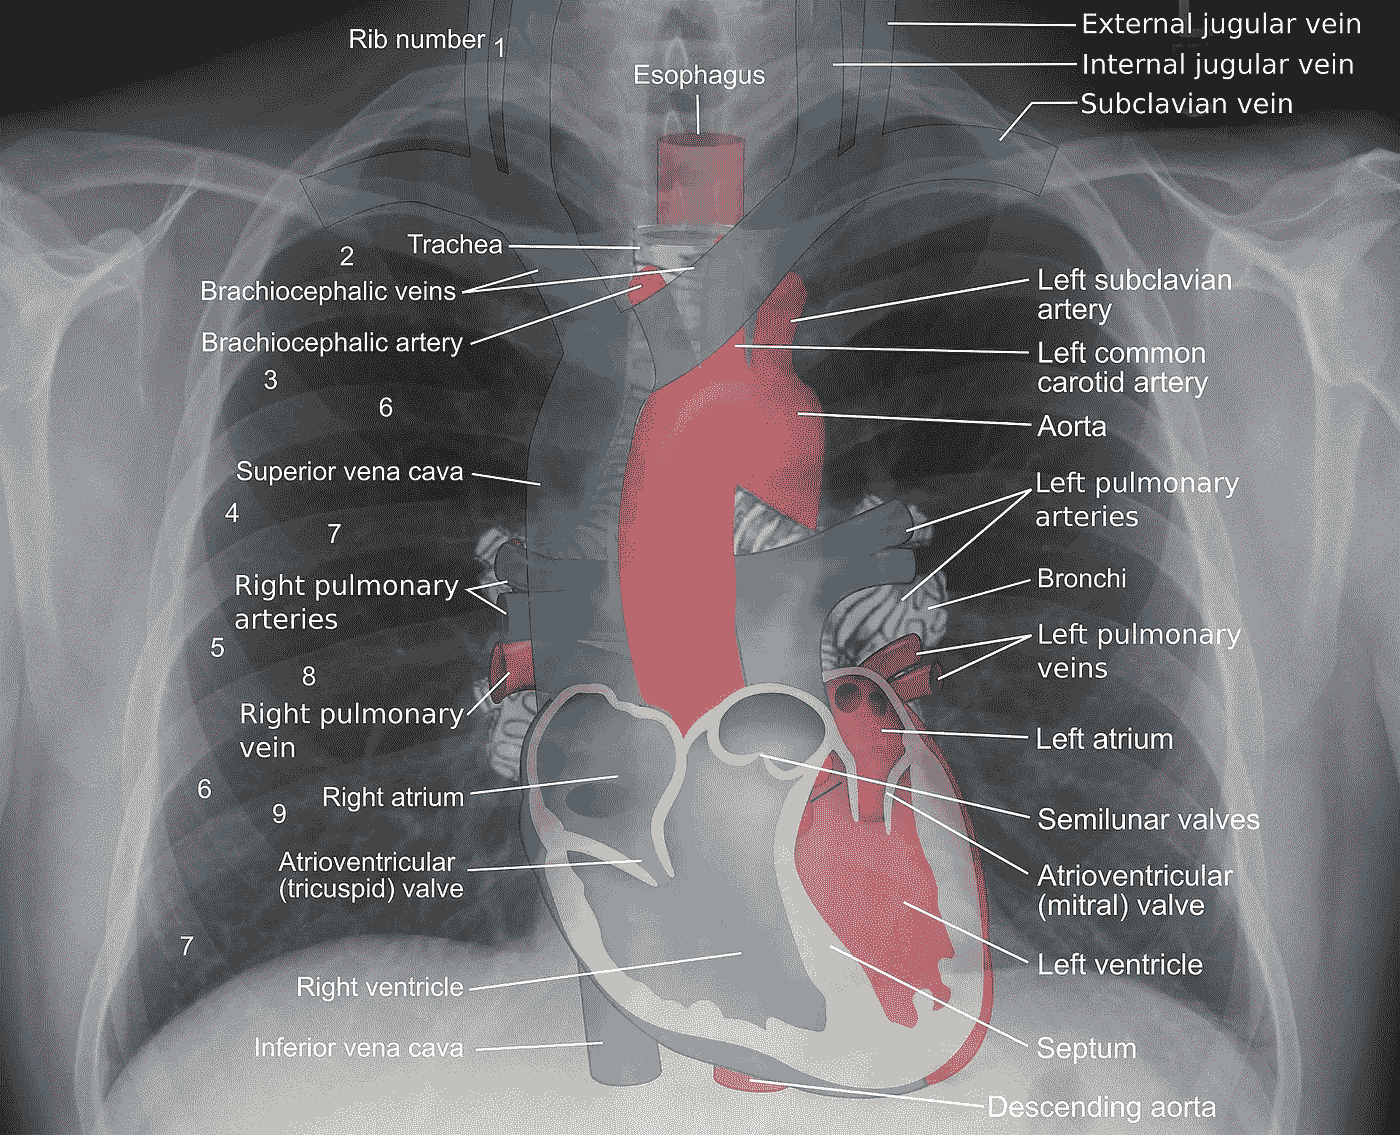 Rib number 1
Esophagus
External jugular vein
Internal jugular vein
Subclavian vein
2
Trachea
Brachiocephalic veins
Brachiocephalic artery
3
6
Superior vena cava
4
7
Right pulmonary
arteries
5
8
Right pulmonary
vein
6
9
Right atrium
Atrioventricular
(tricuspid) valve
7
Right ventricle
Inferior vena cava
Left subclavian
artery
Left common
carotid artery
Aorta
Left pulmonary
arteries
Bronchi
Left pulmonary
veins
Left atrium
Semilunar valves
Atrioventricular
(mitral) valve
Left ventricle
Septum
Descending aorta